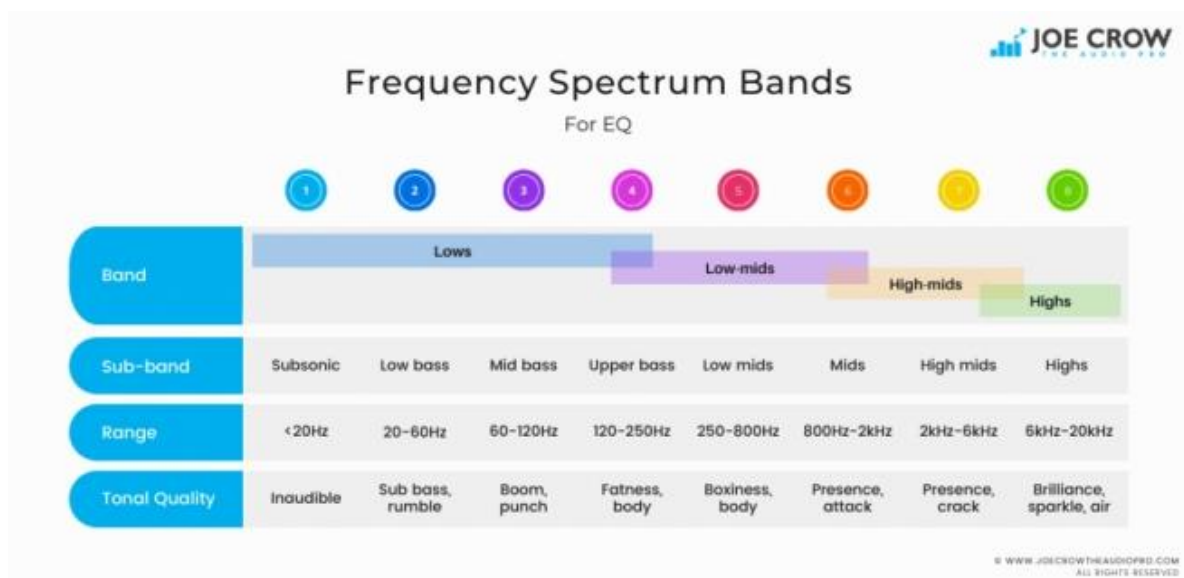 JOE CROW
THE AUDIO PRO
Frequency Spectrum Bands
For EQ
1 2 3 4 5 6 7 8
Band
Lows
Low-mids
High-mids
Highs
Sub-band Subsonic Low bass Mid bass Upper bass Low mids Mids High mids Highs
Range <20Hz 20-60Hz 60-120Hz 120-250Hz 250-800Hz 800Hz-2kHz 2kHz-6kHz 6kHz-20kHz
Tonal Quality Inaudible Sub bass, rumble Boom, punch Fatness, body Boxiness, body Presence, attack Presence, crack Brilliance, sparkle, air
© WWW.JOECROWTHEAUDIOPRO.COM
ALL RIGHTS RESERVED